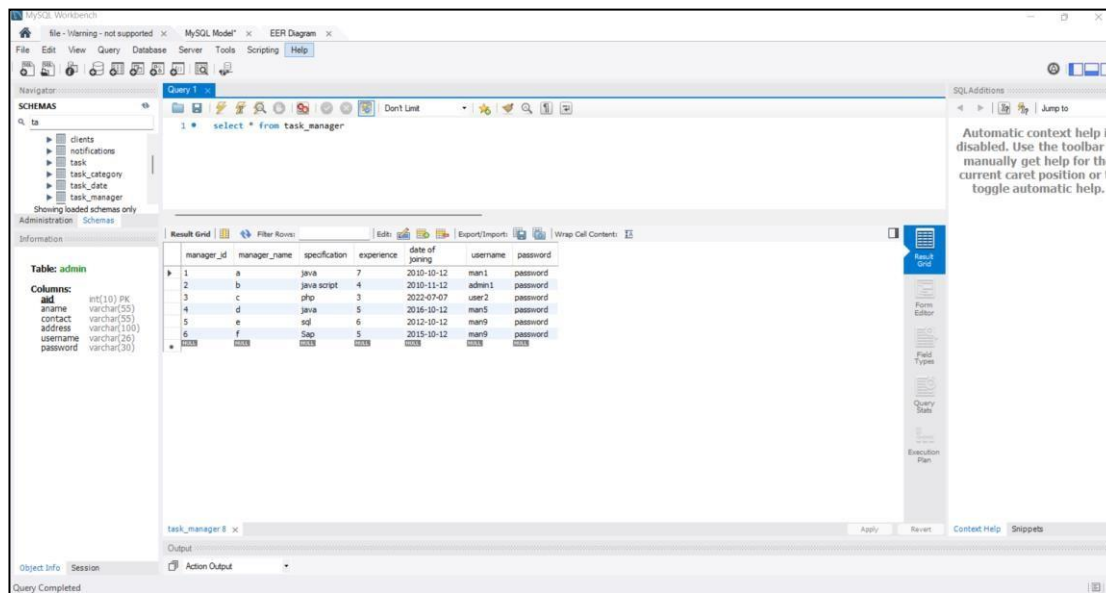 MySQL Workbench
file - Warning - not supported × MySQL Model* × EER Diagram ×
File Edit View Query Database Server Tools Scripting Help
Navigator
SCHEMAS
ta
clients
notifications
task
task_category
task_date
task_manager
Showing loaded schemas only
Administration Schemas
Information
Table: admin
Columns:
aid int(10) PK
aname varchar(55)
contact varchar(55)
address varchar(100)
username varchar(26)
password varchar(30)
Object Info Session
Query Completed
Query 1 ×
Don't Limit
1 select * from task_manager
Result Grid Filter Rows: Edit: Export/Import: Wrap Cell Content:
manager_id manager_name specification experience date of joining username password
1 a java 7 2010-10-12 man1 password
2 b java script 4 2010-11-12 admin1 password
3 c php 3 2022-07-07 user2 password
4 d java 5 2016-10-12 man5 password
5 e sql 6 2012-10-12 man9 password
6 f Sap 5 2015-10-12 man9 password
NULL NULL NULL NULL NULL NULL NULL
Result Grid
Form Editor
Field Types
Query Stats
Execution Plan
task_manager 8 × Apply Revert
Output
Action Output
SQLAdditions
Jump to
Automatic context help i
disabled. Use the toolbar
manually get help for th
current caret position or t
toggle automatic help.
Context Help Snippets